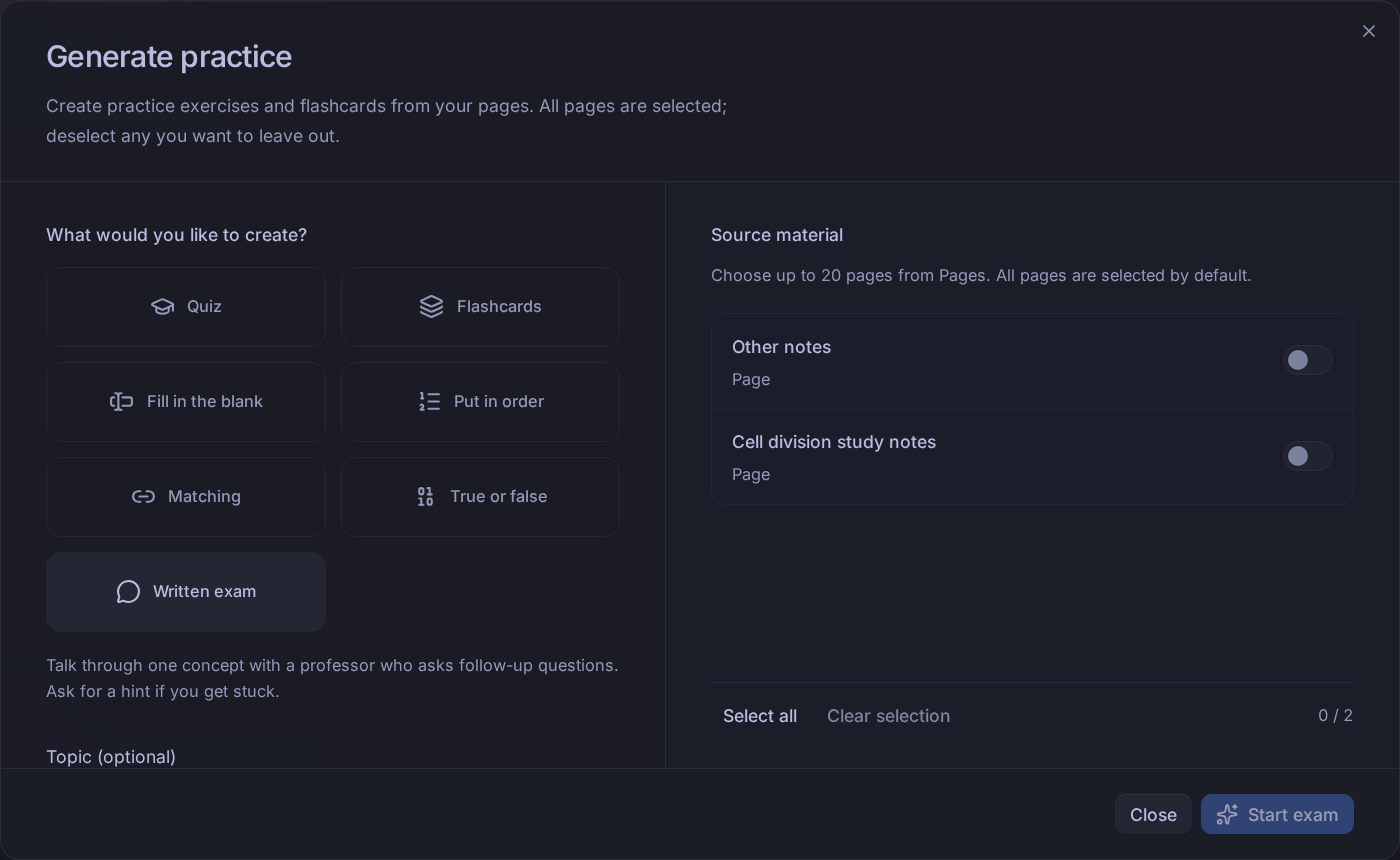 Generate practice
Create practice exercises and flashcards from your pages. All pages are selected;
deselect any you want to leave out.
What would you like to create?
Quiz
Flashcards
Fill in the blank
Put in order
Matching
True or false
Written exam
Talk through one concept with a professor who asks follow-up questions.
Ask for a hint if you get stuck.
Topic (optional)
Source material
Choose up to 20 pages from Pages. All pages are selected by default.
Other notes
Page
Cell division study notes
Page
Select all
Clear selection
0 / 2
Close
Start exam